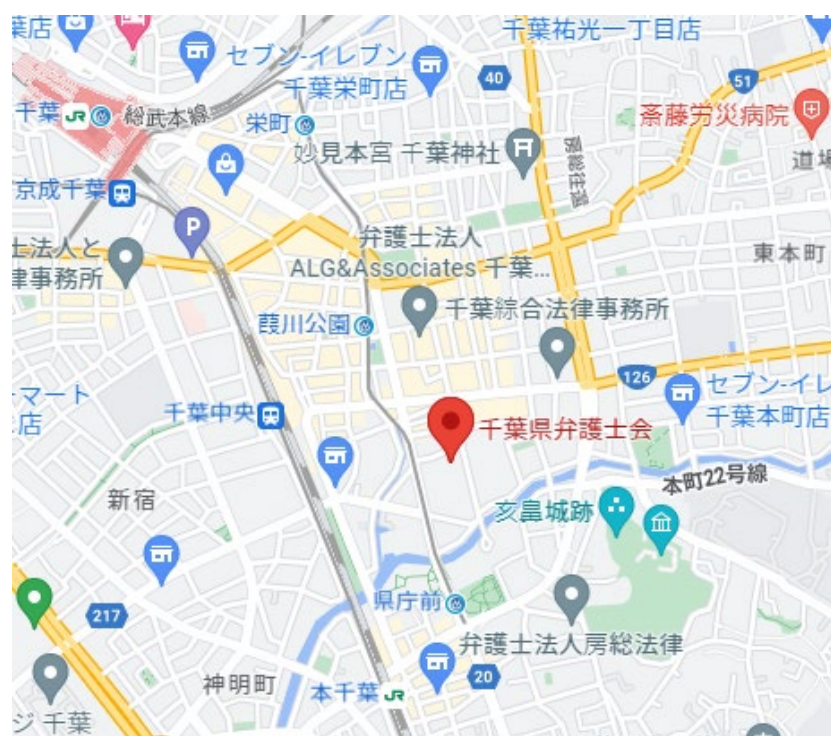 葉店
セブン-イレブン
千葉栄町店
千葉祐光一丁目店
40
51
千葉
JR
総武本線
栄町
斎藤労災病院
道場
妙見本宮 千葉神社
房総往還
京成千葉
P
士法人と
律事務所
弁護士法人
ALG&Associates 千葉...
東本町
葭川公園
千葉綜合法律事務所
126
マート
店
千葉中央
セブン-イレ
千葉本町店
千葉県弁護士会
本町22号線
新宿
亥鼻城跡
217
県庁前
弁護士法人房総法律
神明町
本千葉
JR
20
ジ 千葉